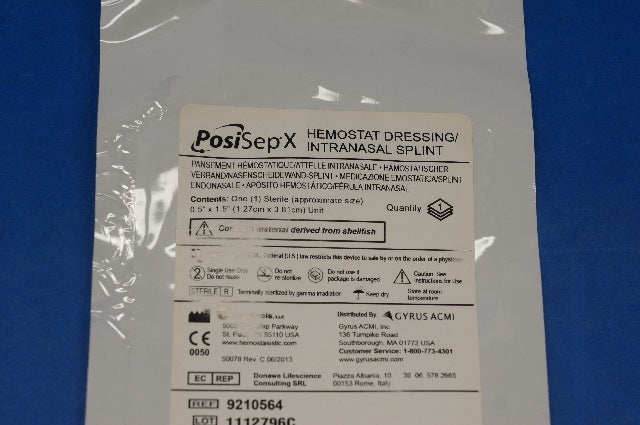 PosiSep X HEMOSTAT DRESSING/
INTRANASAL SPLINT
PANSEMENT HÉMOSTATIQUE/ATTELLE INTRANASALE • HÄMOSTATISCHER
VERBAND/NASENSCHEIDEWAND-SPLINT • MEDICAZIONE EMOSTATICA/SPLINT
ENDONASALE • APÓSITO HEMOSTÁTICO/FÉRULA INTRANASAL
Contents: One (1) Sterile (approximate size)
0.5" x 1.5" (1.27cm x 3.81cm) Unit
Quantity 1
material derived from shellfish
Federal (U.S.) law restricts this device to sale by or on the order of a physician
2 Single Use Only
Do not reuse
Do not
re-sterilize
Do not use if
package is damaged
Caution: See
Instructions for Use
STERILE R Terminally sterilized by gamma irradiation
Keep dry
Store at room
temperature
LLC
Parkway
St. Paul, MN 55110 USA
www.hemostasisllc.com
CE
0050
50078 Rev. C 06/2013
Distributed By: GYRUS ACMI
Gyrus ACMI, Inc.
136 Turnpike Road
Southborough, MA 01772 USA
Customer Service: 1-800-773-4301
www.gyrusacmi.com
EC REP Donawa Lifescience
Consulting SRL
Piazza Albania, 10
00153 Rome, Italy
39 06 578 2665
REF 9210564
LOT 1112796C